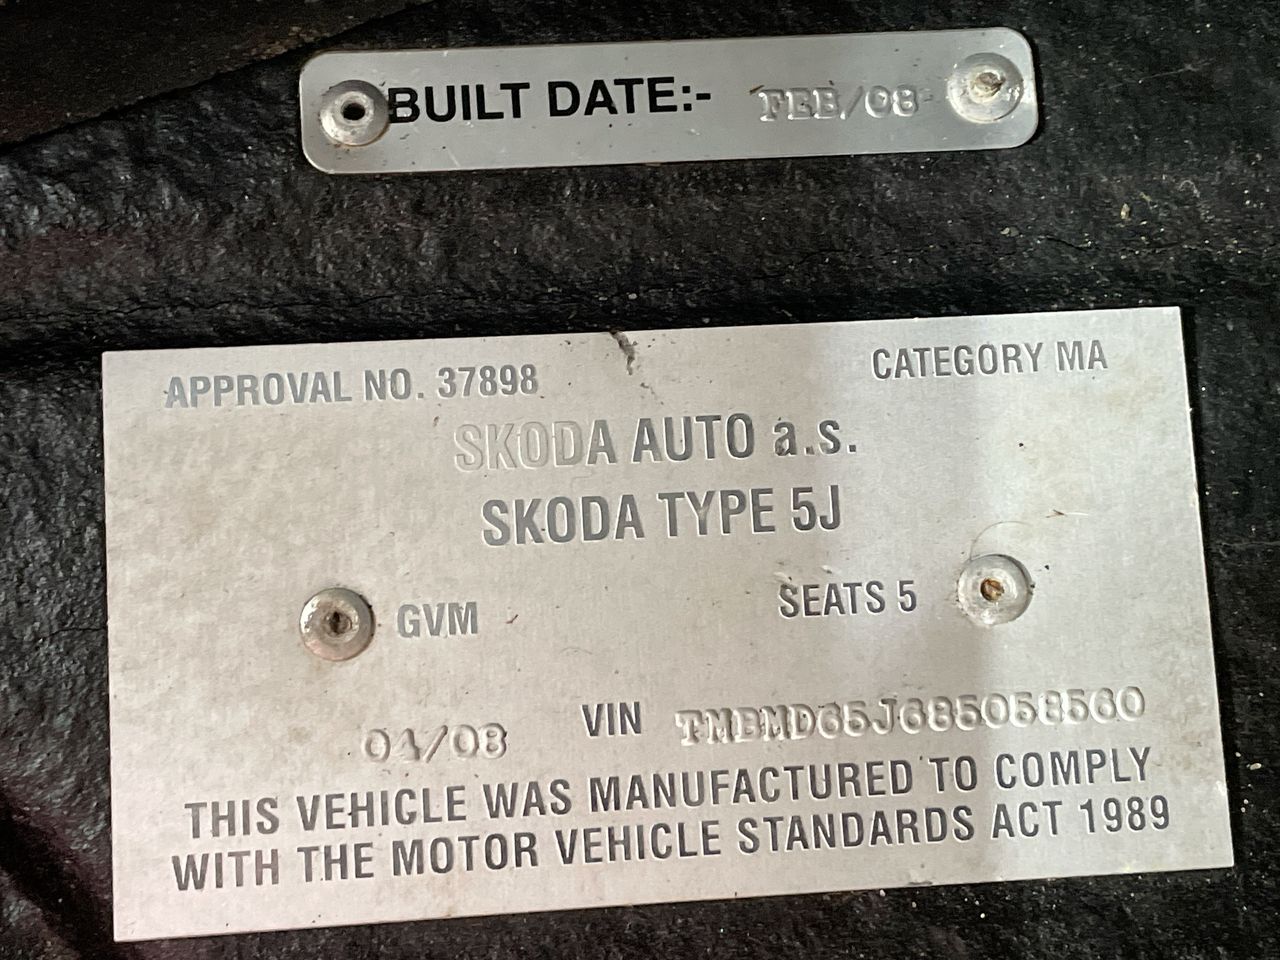 BUILT DATE:- FEB/08
APPROVAL NO. 37898 CATEGORY MA
SKODA AUTO a.s.
SKODA TYPE 5J
GVM SEATS 5
04/08 VIN TMBMD65J685058560
THIS VEHICLE WAS MANUFACTURED TO COMPLY
WITH THE MOTOR VEHICLE STANDARDS ACT 1989